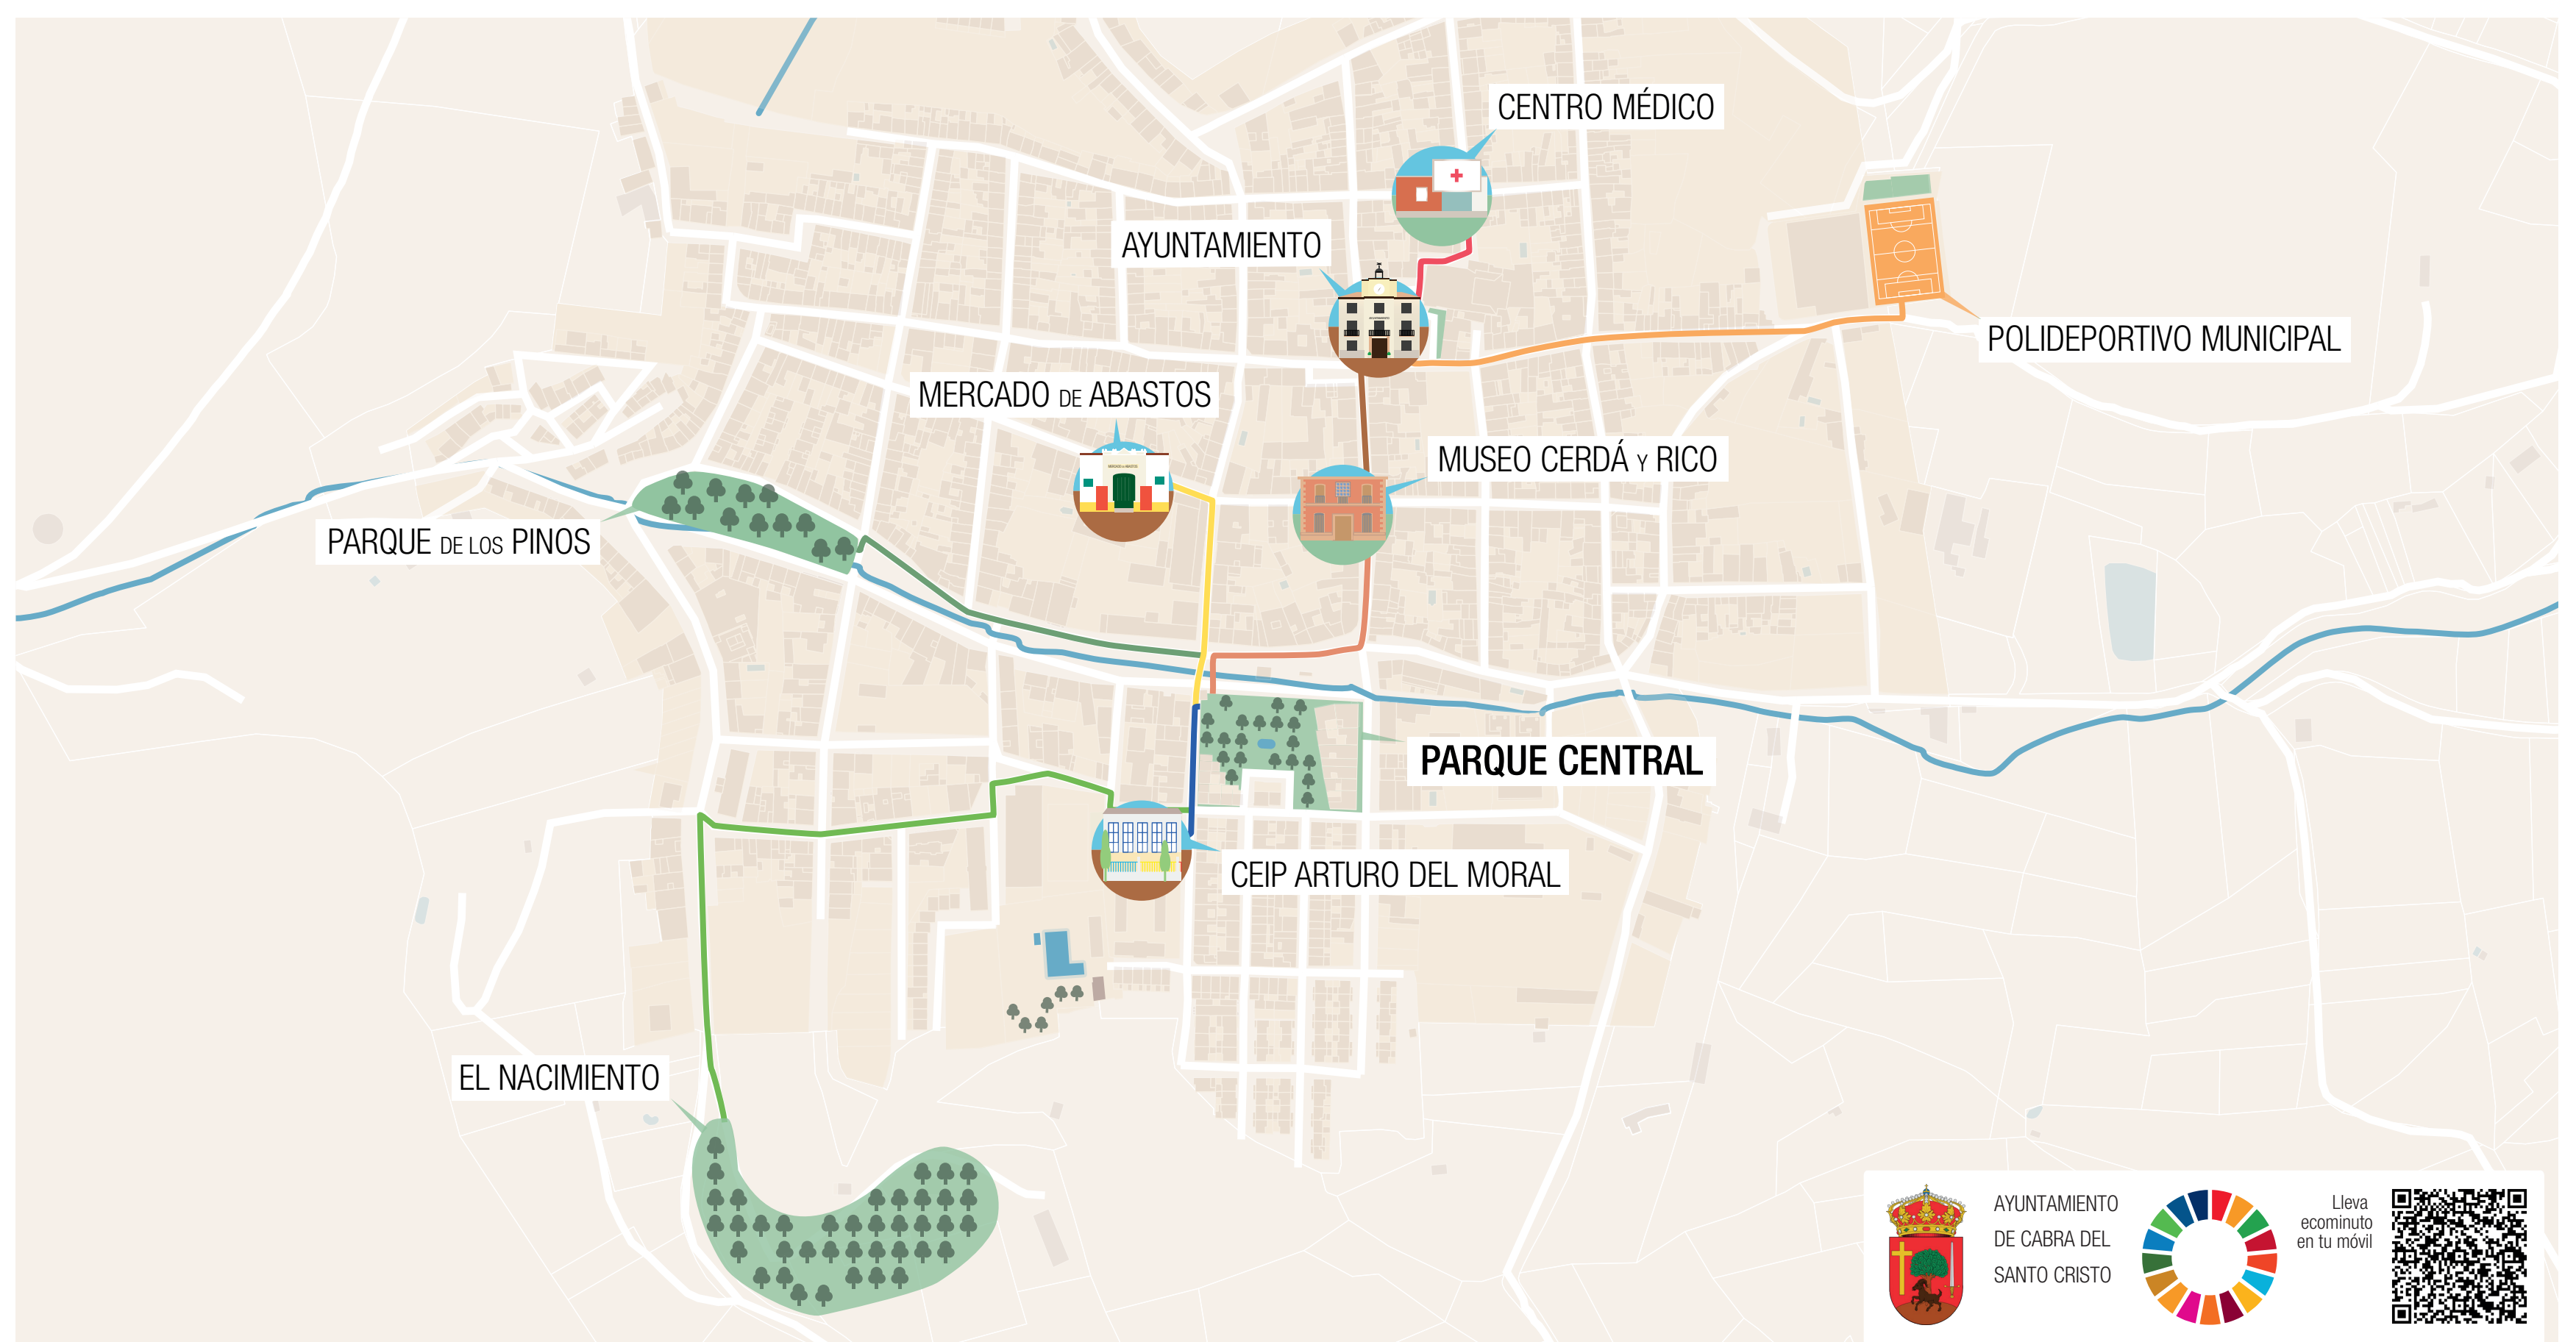 CENTRO MÉDICO
AYUNTAMIENTO
POLIDEPORTIVO MUNICIPAL
MERCADO DE ABASTOS
MUSEO CERDÁ Y RICO
PARQUE DE LOS PINOS
PARQUE CENTRAL
CEIP ARTURO DEL MORAL
EL NACIMIENTO
AYUNTAMIENTO
DE CABRA DEL
SANTO CRISTO
Lleva
ecominuto
en tu móvil